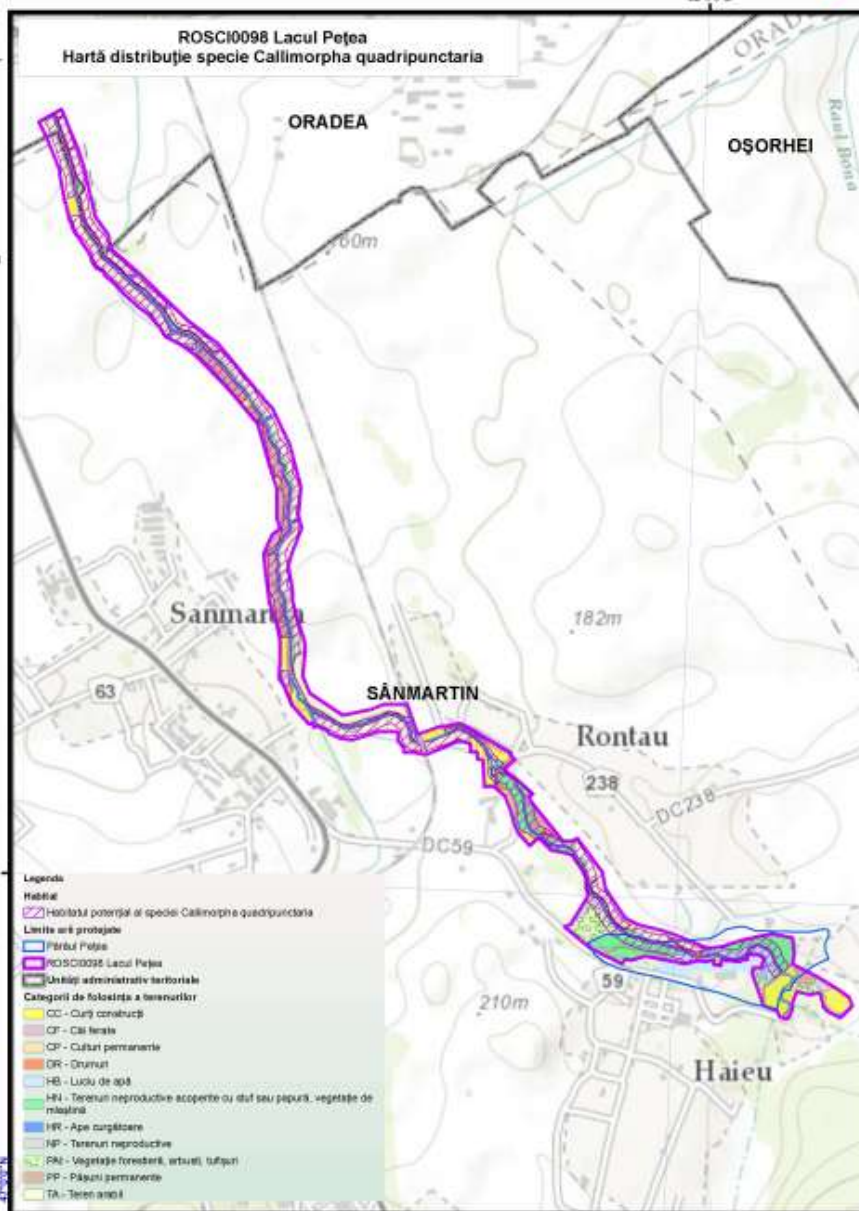 ROSCI0098 Lacul Pețea
Hartă distribuție specie Callimorpha quadripunctaria
ORADEA
OȘORHEI
Raul Bona
160m
Sanmartin
182m
63
SÂNMARTIN
Rontau
238
DC238
DC59
59
210m
Haieu
Legenda
Habitat
Habitatul potențial al speciei Callimorpha quadripunctaria
Limite arii protejate
Pârâul Pețea
ROSCI0098 Lacul Pețea
Unități administrativ teritoriale
Categorii de folosința a terenurilor
CC - Curți construcții
CF - Căi ferate
CP - Culturi permanente
DR - Drumuri
HB - Luciu de apă
HN - Terenuri neproductive acoperite cu stuf sau papură, vegetație de
mlaștină
HR - Ape curgătoare
NP - Terenuri neproductive
- Vegetație forestieră, arbuști, tufișuri
PP - Pășuni permanente
TA - Teren arabil